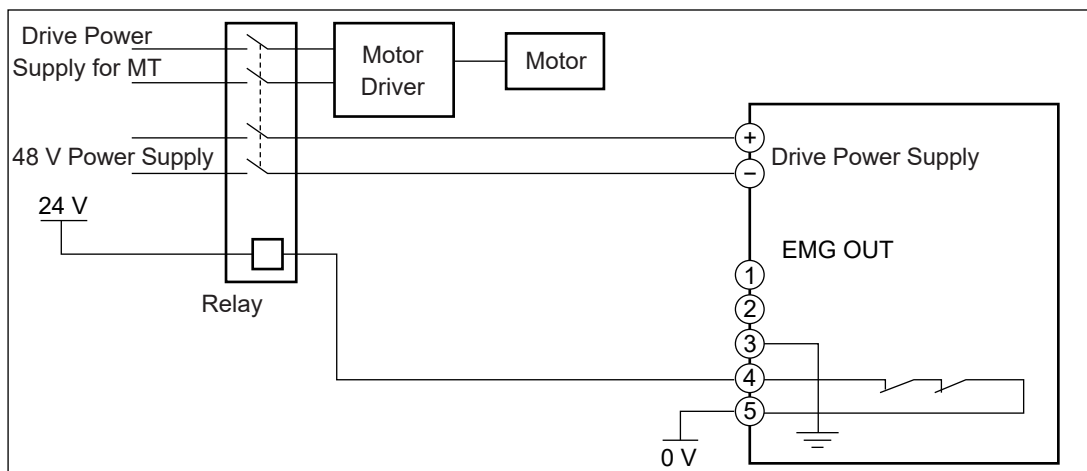 Drive Power
Supply for MT
Motor
Driver
Motor
48 V Power Supply
+
Drive Power Supply
−
24 V
EMG OUT
Relay
1
2
3
4
5
0 V